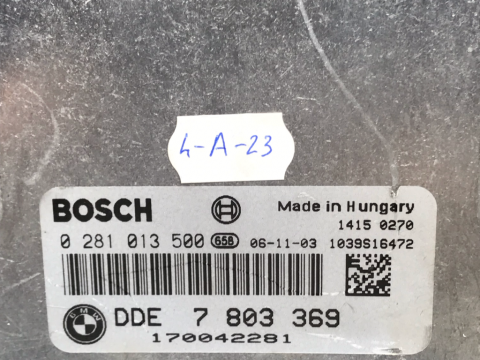 4-A-23
BOSCH
Made in Hungary
1415 0270
0 281 013 500 658 06-11-03 1039S16472
BMW DDE 7 803 369
170042281